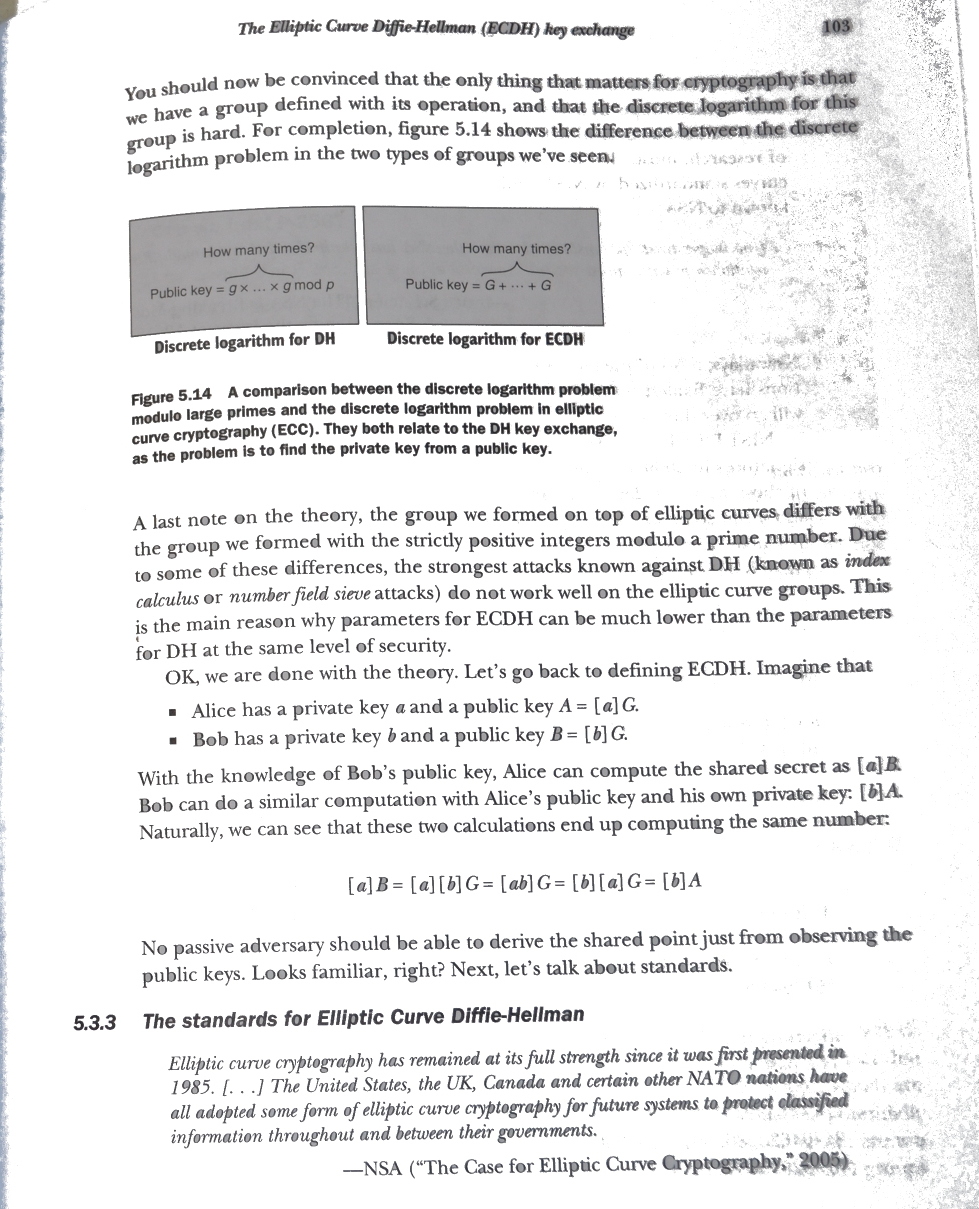 The Elliptic Curve Diffie-Hellman (ECDH) key exchange 103
You should now be convinced that the only thing that matters for cryptography is that
we have a group defined with its operation, and that the discrete logarithm for this
group is hard. For completion, figure 5.14 shows the difference between the discrete
logarithm problem in the two types of groups we've seen.
How many times?
Public key = g × ... × g mod p
Discrete logarithm for DH
How many times?
Public key = G + ··· + G
Discrete logarithm for ECDH
Figure 5.14 A comparison between the discrete logarithm problem
modulo large primes and the discrete logarithm problem in elliptic
curve cryptography (ECC). They both relate to the DH key exchange,
as the problem is to find the private key from a public key.
A last note on the theory, the group we formed on top of elliptic curves differs with
the group we formed with the strictly positive integers modulo a prime number. Due
to some of these differences, the strongest attacks known against DH (known as index
calculus or number field sieve attacks) do not work well on the elliptic curve groups. This
is the main reason why parameters for ECDH can be much lower than the parameters
for DH at the same level of security.
OK, we are done with the theory. Let's go back to defining ECDH. Imagine that
▪ Alice has a private key a and a public key A = [a]G.
▪ Bob has a private key b and a public key B = [b]G.
With the knowledge of Bob's public key, Alice can compute the shared secret as [a]B.
Bob can do a similar computation with Alice's public key and his own private key: [b]A.
Naturally, we can see that these two calculations end up computing the same number:
[a]B = [a][b]G = [ab]G = [b][a]G = [b]A
No passive adversary should be able to derive the shared point just from observing the
public keys. Looks familiar, right? Next, let's talk about standards.
5.3.3 The standards for Elliptic Curve Diffie-Hellman
Elliptic curve cryptography has remained at its full strength since it was first presented in
1985. [. . .] The United States, the UK, Canada and certain other NATO nations have
all adopted some form of elliptic curve cryptography for future systems to protect classified
information throughout and between their governments.
—NSA ("The Case for Elliptic Curve Cryptography," 2005)